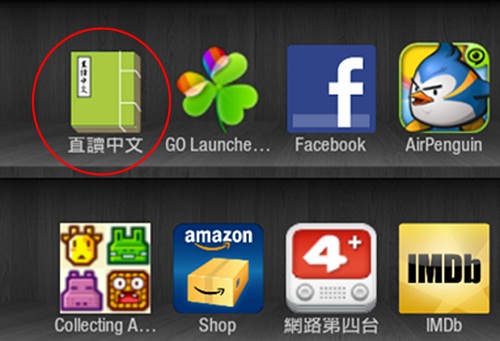 直讀中文
直讀中文
GO Launche...
f
Facebook
AirPenguin
amazon
4+
IMDb
Collecting A...
Shop
網路第四台
IMDb